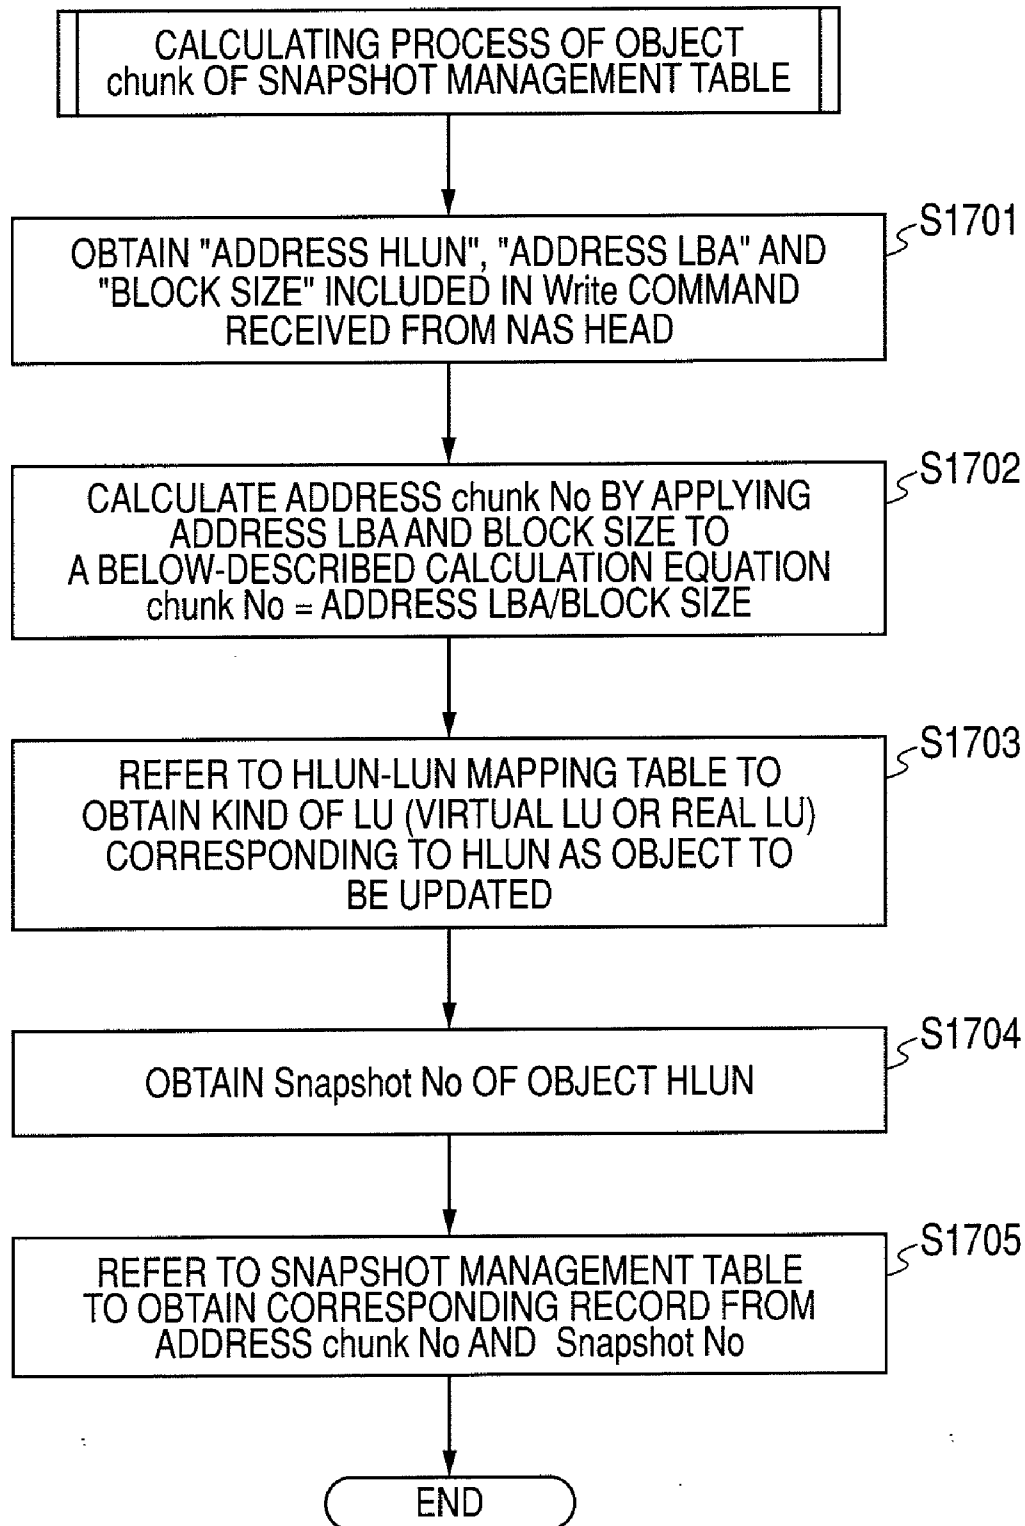 CALCULATING PROCESS OF OBJECT
chunk OF SNAPSHOT MANAGEMENT TABLE
S1701
OBTAIN "ADDRESS HLUN", "ADDRESS LBA" AND
"BLOCK SIZE" INCLUDED IN Write COMMAND
RECEIVED FROM NAS HEAD
S1702
CALCULATE ADDRESS chunk No BY APPLYING
ADDRESS LBA AND BLOCK SIZE TO
A BELOW-DESCRIBED CALCULATION EQUATION
chunk No = ADDRESS LBA/BLOCK SIZE
S1703
REFER TO HLUN-LUN MAPPING TABLE TO
OBTAIN KIND OF LU (VIRTUAL LU OR REAL LU)
CORRESPONDING TO HLUN AS OBJECT TO
BE UPDATED
S1704
OBTAIN Snapshot No OF OBJECT HLUN
S1705
REFER TO SNAPSHOT MANAGEMENT TABLE
TO OBTAIN CORRESPONDING RECORD FROM
ADDRESS chunk No AND Snapshot No
END